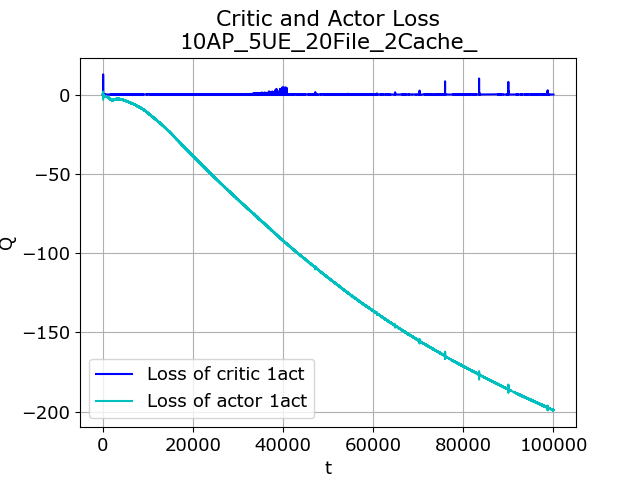 Critic and Actor Loss
10AP_5UE_20File_2Cache_
0
−50
−100
−150
−200
Q
Loss of critic 1act
Loss of actor 1act
0 20000 40000 60000 80000 100000
t